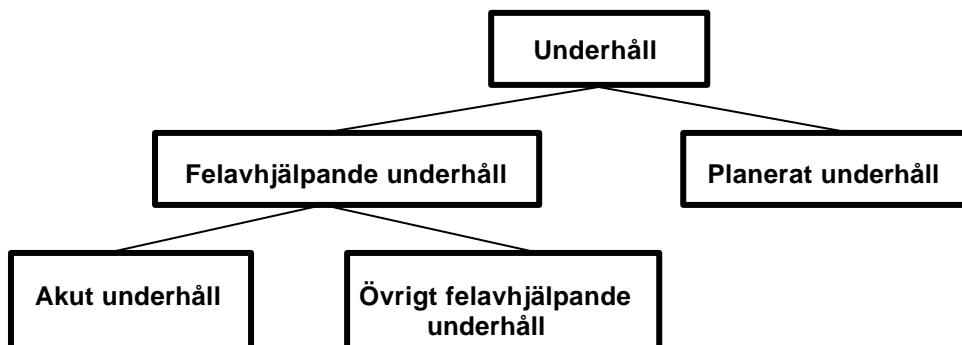 Underhåll
Felavhjälpande underhåll
Planerat underhåll
Akut underhåll
Övrigt felavhjälpande
underhåll